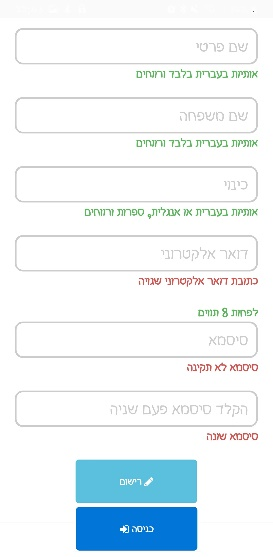 שם פרטי
אותיות בעברית בלבד ורווחים
שם משפחה
אותיות בעברית בלבד ורווחים
כינוי
אותיות בעברית או אנגלית, ספרות ורווחים
דואר אלקטרוני
כתובת דואר אלקטרוני שגויה
לפחות 8 תווים
סיסמא
סיסמא לא תקינה
הקלד סיסמא פעם שניה
סיסמא שונה
רישום
כניסה